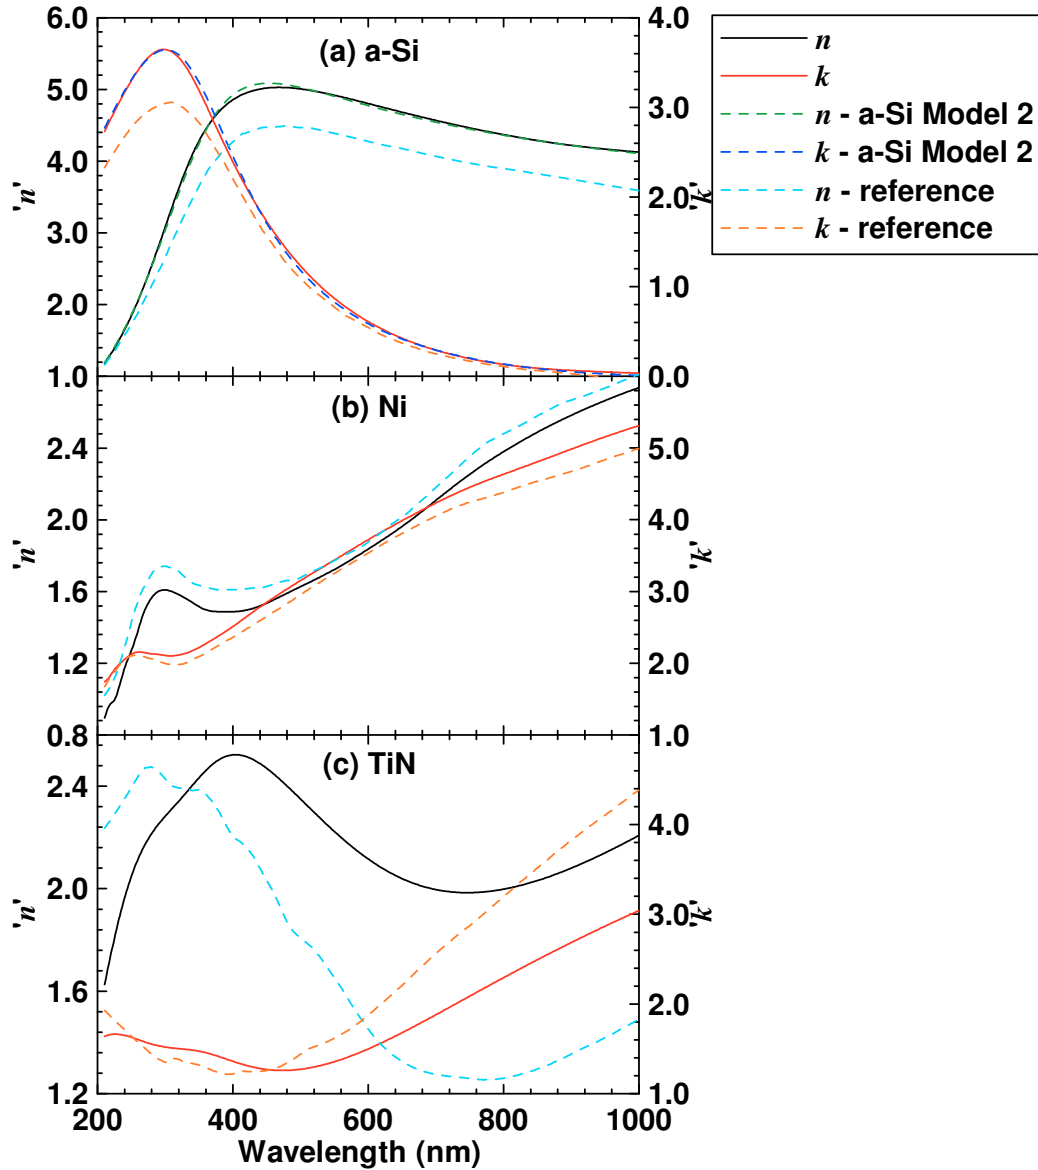 6.0
5.0
4.0
3.0
2.0
1.0
'n'
(a) a-Si
4.0
3.0
2.0
1.0
0.0
'k'
n
k
n - a-Si Model 2
k - a-Si Model 2
n - reference
k - reference
2.4
2.0
1.6
1.2
0.8
'n'
(b) Ni
5.0
4.0
3.0
2.0
1.0
'k'
2.4
2.0
1.6
1.2
'n'
(c) TiN
4.0
3.0
2.0
1.0
'k'
200 400 600 800 1000
Wavelength (nm)